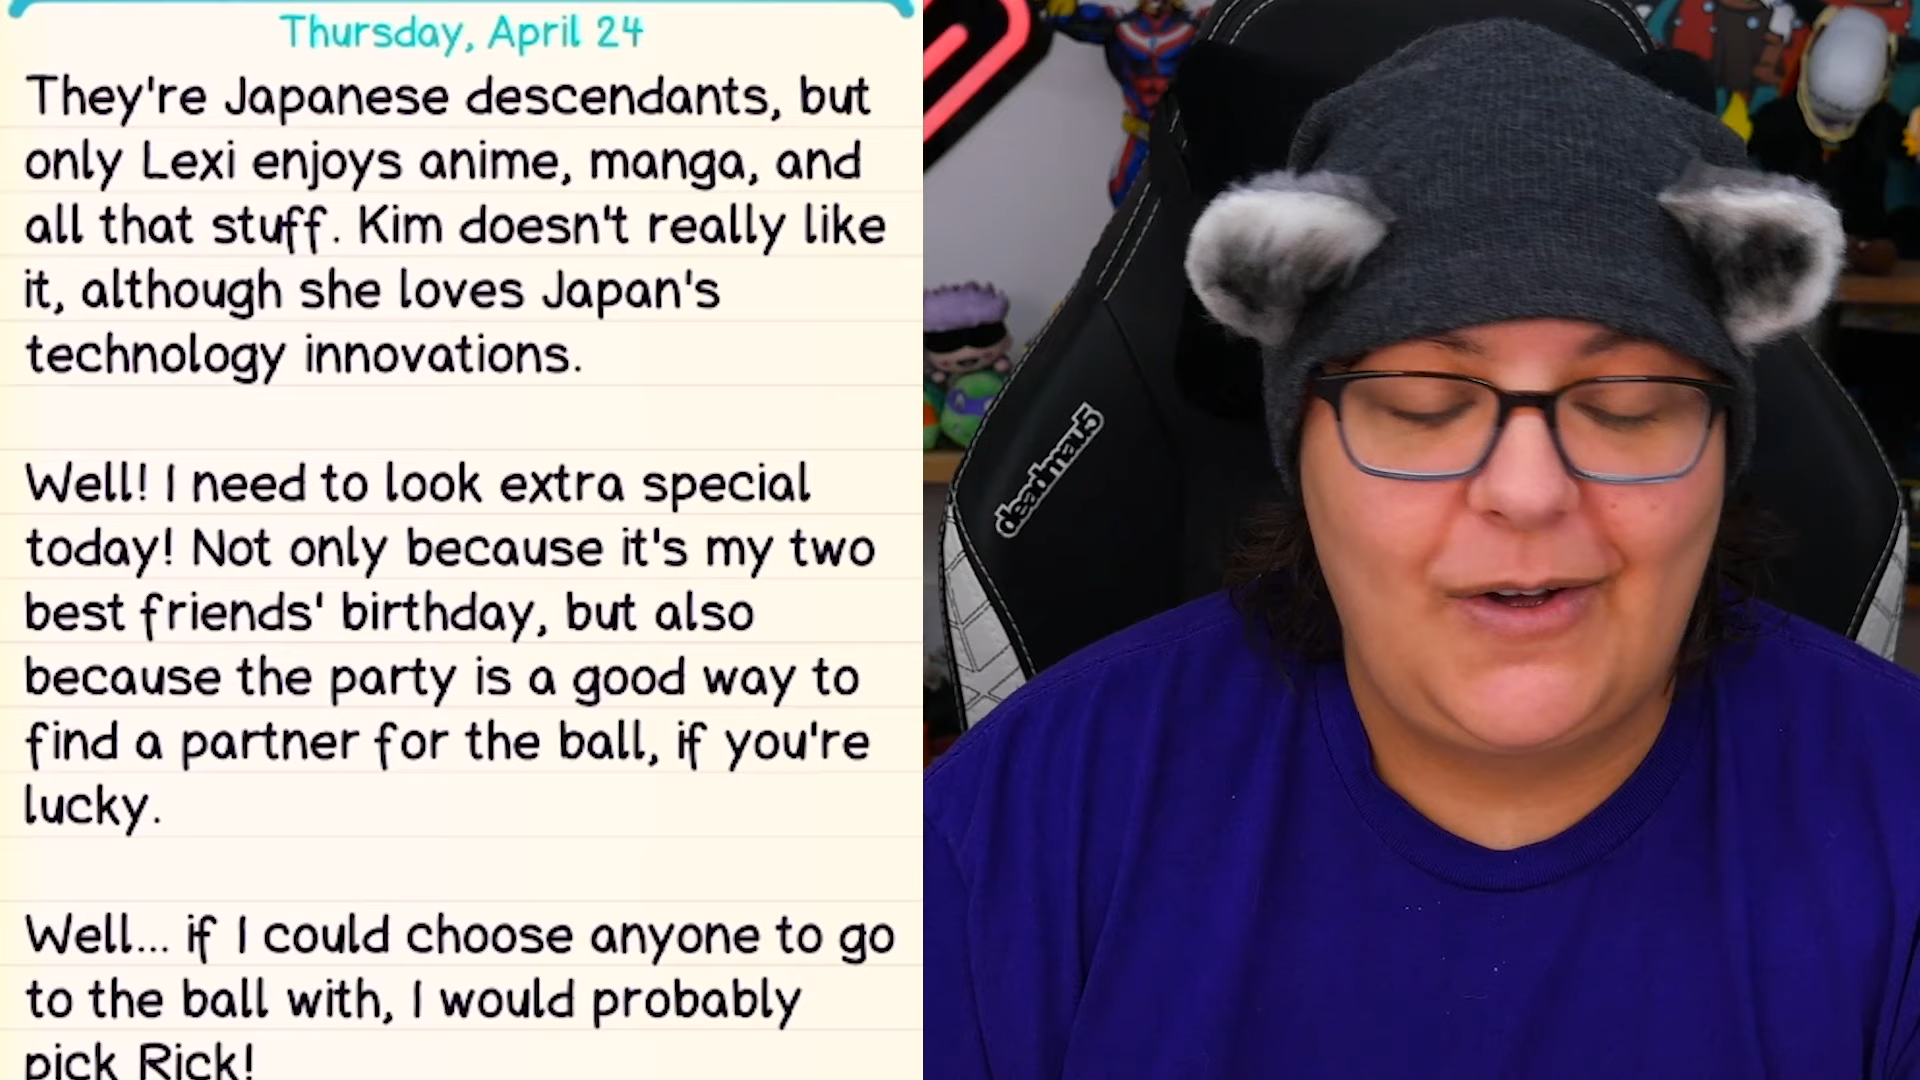 Thursday, April 24
They're Japanese descendants, but
only Lexi enjoys anime, manga, and
all that stuff. Kim doesn't really like
it, although she loves Japan's
technology innovations.
Well! I need to look extra special
today! Not only because it's my two
best friends' birthday, but also
because the party is a good way to
find a partner for the ball, if you're
lucky.
Well... if I could choose anyone to go
to the ball with, I would probably
pick Rick!
deadmau5